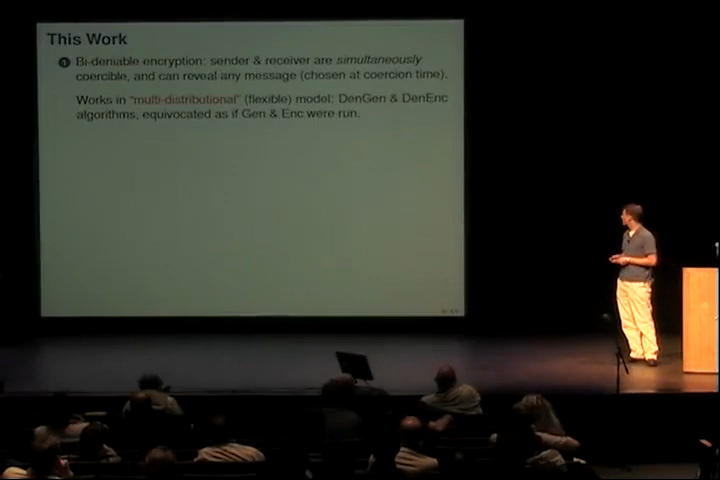 This Work
1 Bi-deniable encryption: sender & receiver are simultaneously
coercible, and can reveal any message (chosen at coercion time).
Works in "multi-distributional" (flexible) model: DenGen & DenEnc
algorithms, equivocated as if Gen & Enc were run.